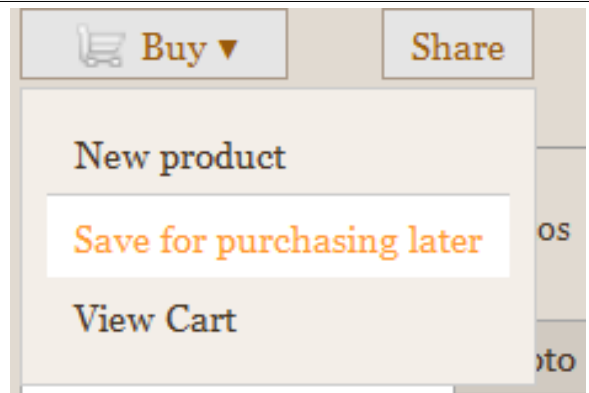 Buy ▾ Share
New product
Save for purchasing later
View Cart